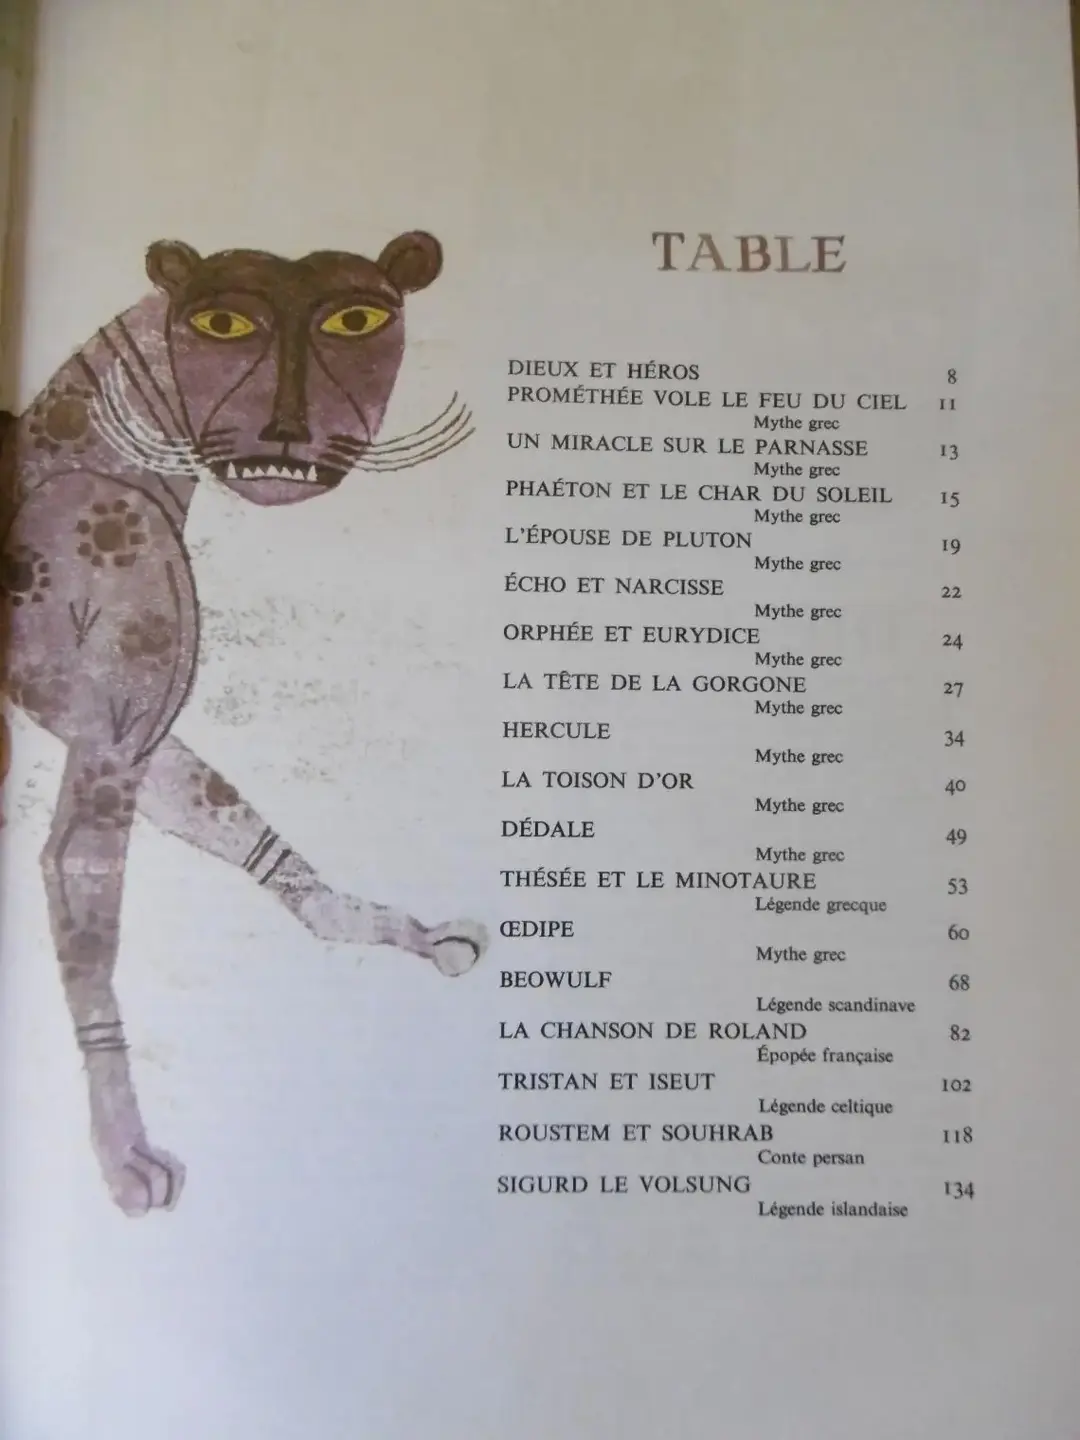 TABLE
DIEUX ET HÉROS 8
PROMÉTHÉE VOLE LE FEU DU CIEL 11
Mythe grec
UN MIRACLE SUR LE PARNASSE 13
Mythe grec
PHAÉTON ET LE CHAR DU SOLEIL 15
Mythe grec
L'ÉPOUSE DE PLUTON 19
Mythe grec
ÉCHO ET NARCISSE 22
Mythe grec
ORPHÉE ET EURYDICE 24
Mythe grec
LA TÊTE DE LA GORGONE 27
Mythe grec
HERCULE 34
Mythe grec
LA TOISON D'OR 40
Mythe grec
DÉDALE 49
Mythe grec
THÉSÉE ET LE MINOTAURE 53
Légende grecque
ŒDIPE 60
Mythe grec
BEOWULF 68
Légende scandinave
LA CHANSON DE ROLAND 82
Épopée française
TRISTAN ET ISEUT 102
Légende celtique
ROUSTEM ET SOUHRAB 118
Conte persan
SIGURD LE VOLSUNG 134
Légende islandaise